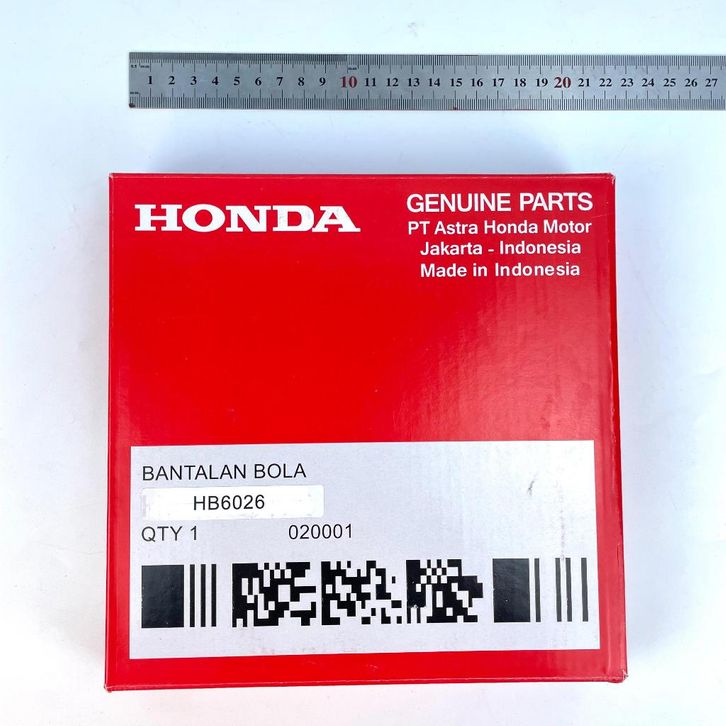 1 2 3 4 5 6 7 8 9 10 11 12 13 14 15 16 17 18 19 20 21 22 23 24 25 26 27
HONDA
GENUINE PARTS
PT Astra Honda Motor
Jakarta - Indonesia
Made in Indonesia
BANTALAN BOLA
HB6026
QTY 1 020001